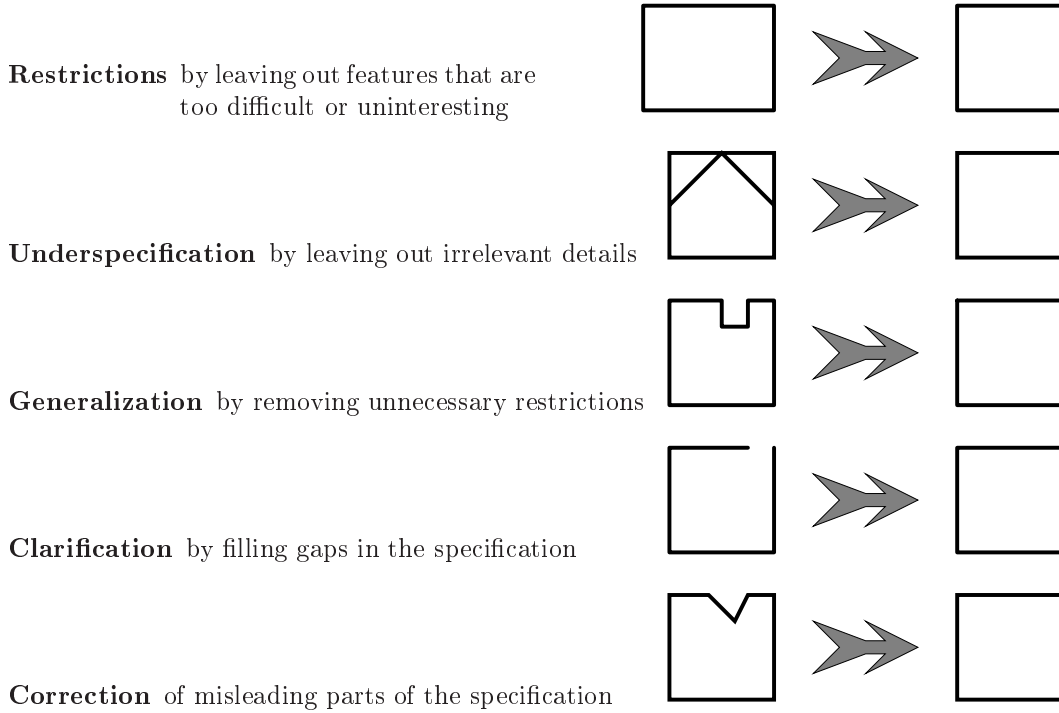 Restrictions by leaving out features that are
too difficult or uninteresting
Underspecification by leaving out irrelevant details
Generalization by removing unnecessary restrictions
Clarification by filling gaps in the specification
Correction of misleading parts of the specification